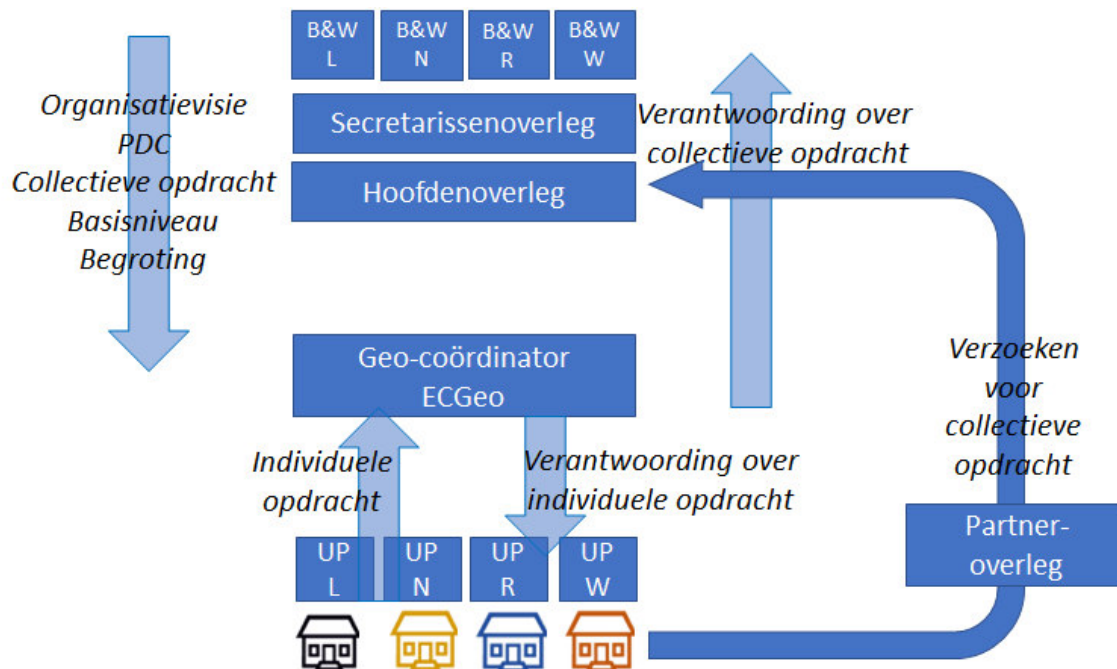 B&W
L
B&W
N
B&W
R
B&W
W
Organisatievisie
PDC
Collectieve opdracht
Basisniveau
Begroting
Secretarissenoverleg
Hoofdenoverleg
Verantwoording over
collectieve opdracht
Geo-coördinator
ECGeo
Verzoeken
voor
collectieve
opdracht
Individuele
opdracht
Verantwoording over
individuele opdracht
Partner-
overleg
UP
L
UP
N
UP
R
UP
W